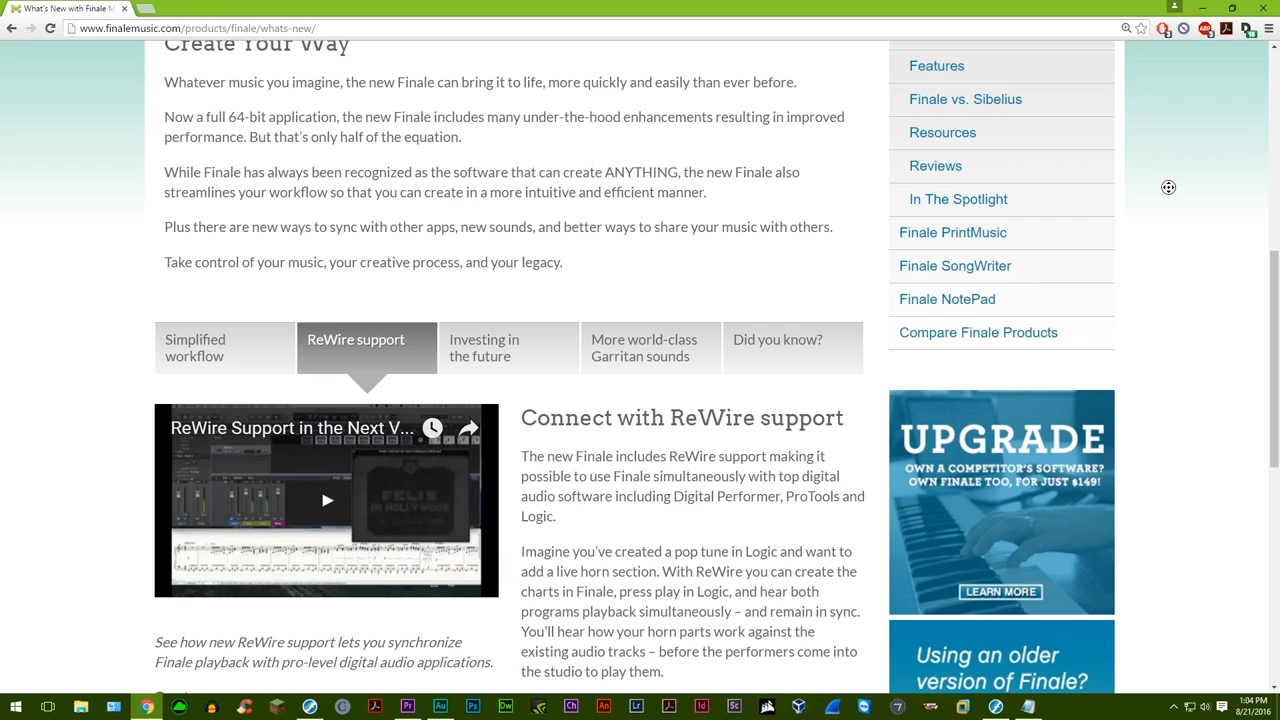 What's New with Finale M
www.finalemusic.com/products/finale/whats-new/
Create Your Way
Whatever music you imagine, the new Finale can bring it to life, more quickly and easily than ever before.
Now a full 64-bit application, the new Finale includes many under-the-hood enhancements resulting in improved
performance. But that's only half of the equation.
While Finale has always been recognized as the software that can create ANYTHING, the new Finale also
streamlines your workflow so that you can create in a more intuitive and efficient manner.
Plus there are new ways to sync with other apps, new sounds, and better ways to share your music with others.
Take control of your music, your creative process, and your legacy.
Features
Finale vs. Sibelius
Resources
Reviews
In The Spotlight
Finale PrintMusic
Finale SongWriter
Finale NotePad
Compare Finale Products
Simplified
workflow
ReWire support
Investing in
the future
More world-class
Garritan sounds
Did you know?
ReWire Support in the Next V...
FELIX
IN HOLLYWOOD
See how new ReWire support lets you synchronize
Finale playback with pro-level digital audio applications.
Connect with ReWire support
The new Finale includes ReWire support making it
possible to use Finale simultaneously with top digital
audio software including Digital Performer, ProTools and
Logic.
Imagine you've created a pop tune in Logic and want to
add a live horn section. With ReWire you can create the
charts in Finale, press play in Logic, and hear both
programs playback simultaneously – and remain in sync.
You'll hear how your horn parts work against the
existing audio tracks – before the performers come into
the studio to play them.
UPGRADE
OWN A COMPETITOR'S SOFTWARE?
OWN FINALE TOO, FOR JUST $149!
LEARN MORE
Using an older
version of Finale?
Pr
Au
Ps
Dw
Ch
An
Lr
Id
Sc
1:04 PM
8/21/2016